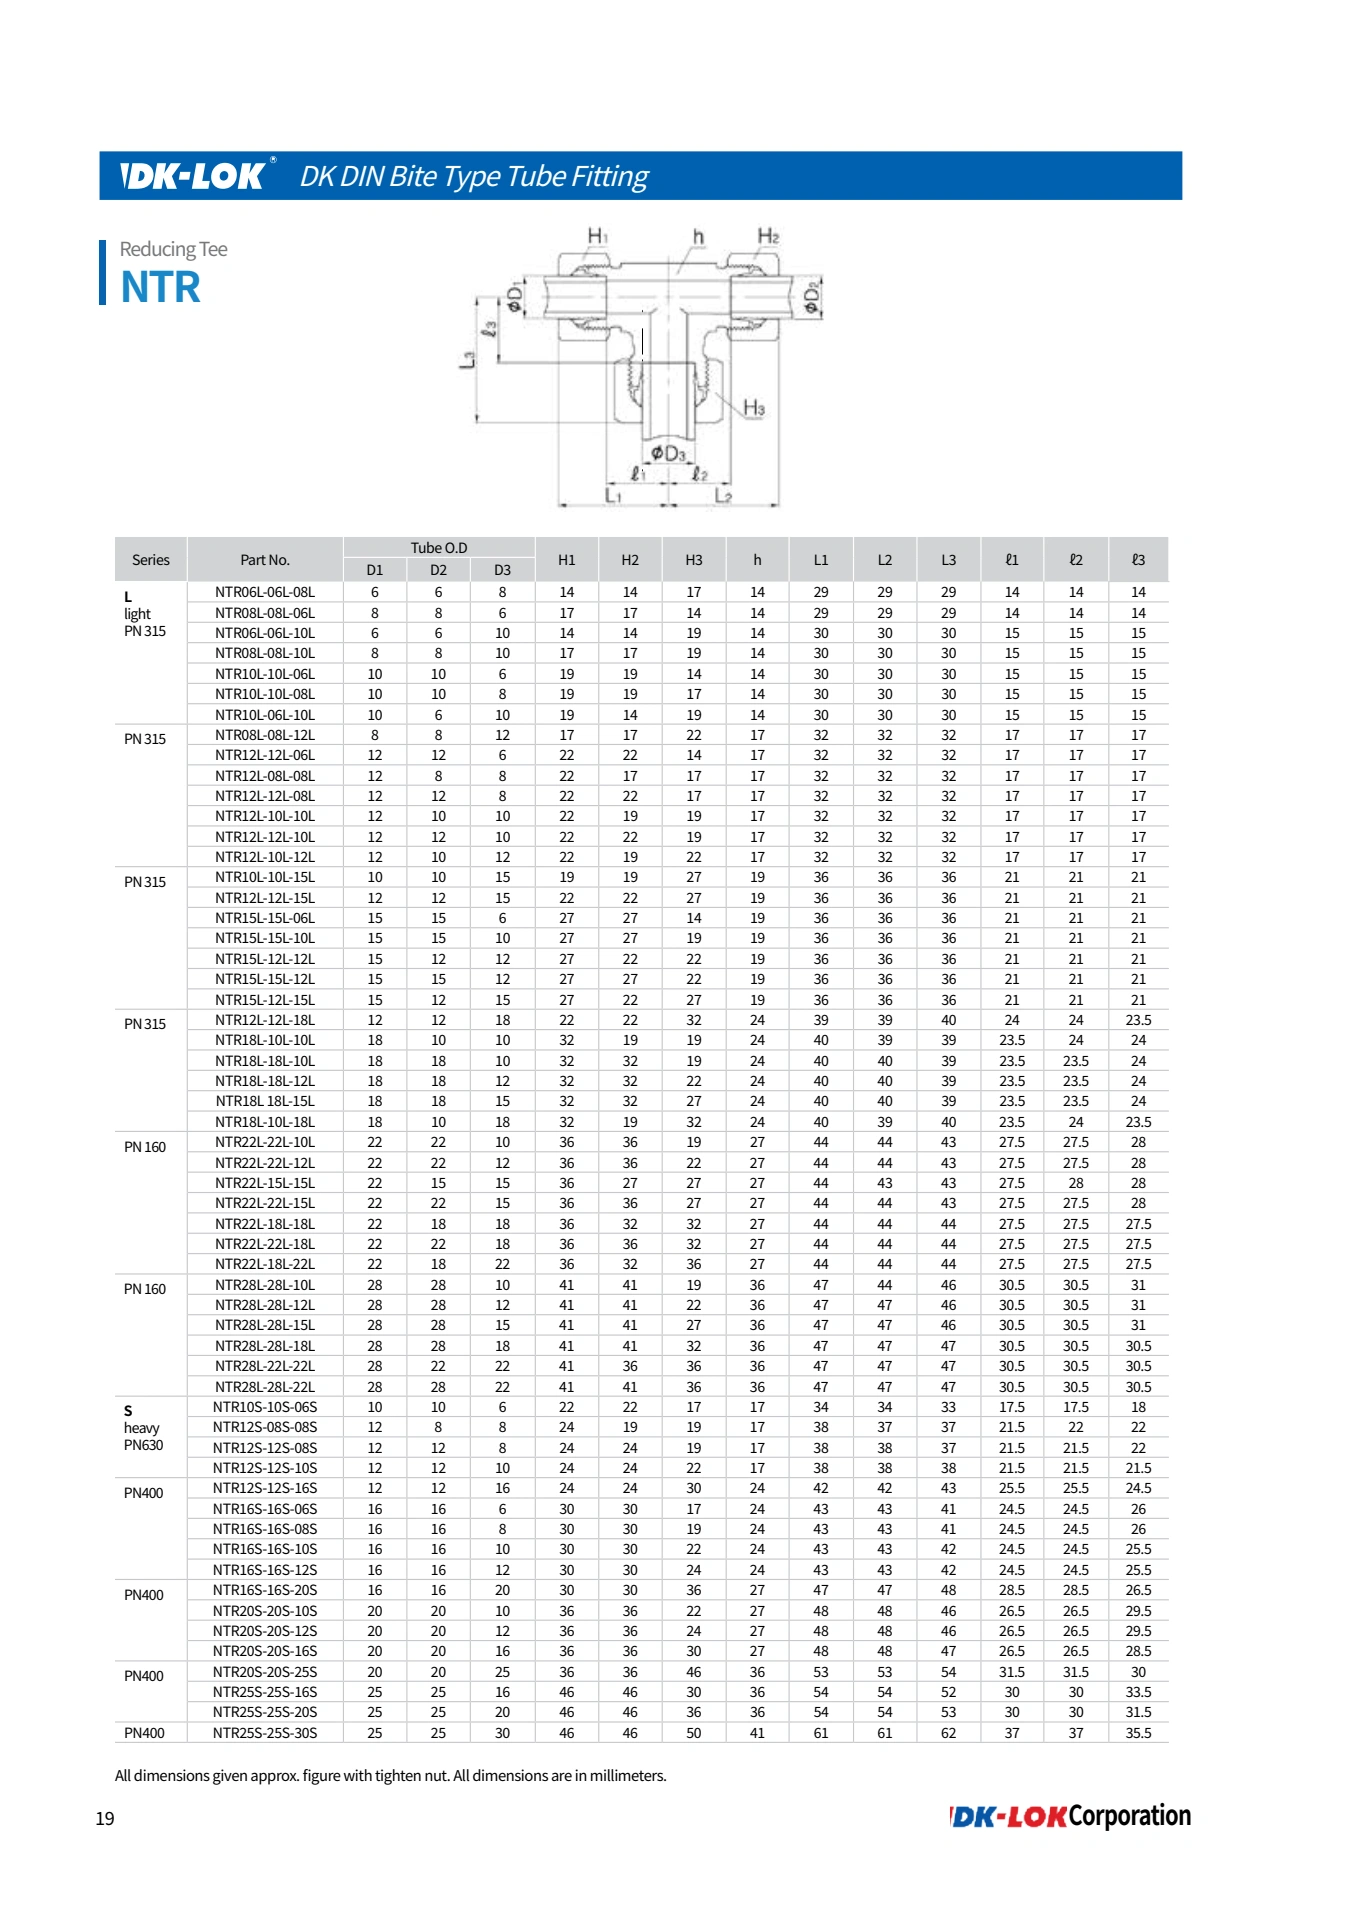 DK-LOK® DK DIN Bite Type Tube Fitting
Reducing Tee
NTR
H1 h H2
ϕD1 ϕD2
ℓ3
L3
H3
ϕD3
ℓ1 ℓ2
L1 L2
Series Part No. Tube O.D H1 H2 H3 h L1 L2 L3 ℓ1 ℓ2 ℓ3
D1 D2 D3
L
light
PN 315
NTR06L-06L-08L 6 6 8 14 14 17 14 29 29 29 14 14 14
NTR08L-08L-06L 8 8 6 17 17 14 14 29 29 29 14 14 14
NTR06L-06L-10L 6 6 10 14 14 19 14 30 30 30 15 15 15
NTR08L-08L-10L 8 8 10 17 17 19 14 30 30 30 15 15 15
NTR10L-10L-06L 10 10 6 19 19 14 14 30 30 30 15 15 15
NTR10L-10L-08L 10 10 8 19 19 17 14 30 30 30 15 15 15
NTR10L-06L-10L 10 6 10 19 14 19 14 30 30 30 15 15 15
PN 315 NTR08L-08L-12L 8 8 12 17 17 22 17 32 32 32 17 17 17
NTR12L-12L-06L 12 12 6 22 22 14 17 32 32 32 17 17 17
NTR12L-08L-08L 12 8 8 22 17 17 17 32 32 32 17 17 17
NTR12L-12L-08L 12 12 8 22 22 17 17 32 32 32 17 17 17
NTR12L-10L-10L 12 10 10 22 19 19 17 32 32 32 17 17 17
NTR12L-12L-10L 12 12 10 22 22 19 17 32 32 32 17 17 17
NTR12L-10L-12L 12 10 12 22 19 22 17 32 32 32 17 17 17
PN 315 NTR10L-10L-15L 10 10 15 19 19 27 19 36 36 36 21 21 21
NTR12L-12L-15L 12 12 15 22 22 27 19 36 36 36 21 21 21
NTR15L-15L-06L 15 15 6 27 27 14 19 36 36 36 21 21 21
NTR15L-15L-10L 15 15 10 27 27 19 19 36 36 36 21 21 21
NTR15L-12L-12L 15 12 12 27 22 22 19 36 36 36 21 21 21
NTR15L-15L-12L 15 15 12 27 27 22 19 36 36 36 21 21 21
NTR15L-12L-15L 15 12 15 27 22 27 19 36 36 36 21 21 21
PN 315 NTR12L-12L-18L 12 12 18 22 22 32 24 39 39 40 24 24 23.5
NTR18L-10L-10L 18 10 10 32 19 19 24 40 39 39 23.5 24 24
NTR18L-18L-10L 18 18 10 32 32 19 24 40 40 39 23.5 23.5 24
NTR18L-18L-12L 18 18 12 32 32 22 24 40 40 39 23.5 23.5 24
NTR18L 18L-15L 18 18 15 32 32 27 24 40 40 39 23.5 23.5 24
NTR18L-10L-18L 18 10 18 32 19 32 24 40 39 40 23.5 24 23.5
PN 160 NTR22L-22L-10L 22 22 10 36 36 19 27 44 44 43 27.5 27.5 28
NTR22L-22L-12L 22 22 12 36 36 22 27 44 44 43 27.5 27.5 28
NTR22L-15L-15L 22 15 15 36 27 27 27 44 43 43 27.5 28 28
NTR22L-22L-15L 22 22 15 36 36 27 27 44 44 43 27.5 27.5 28
NTR22L-18L-18L 22 18 18 36 32 32 27 44 44 44 27.5 27.5 27.5
NTR22L-22L-18L 22 22 18 36 36 32 27 44 44 44 27.5 27.5 27.5
NTR22L-18L-22L 22 18 22 36 32 36 27 44 44 44 27.5 27.5 27.5
PN 160 NTR28L-28L-10L 28 28 10 41 41 19 36 47 44 46 30.5 30.5 31
NTR28L-28L-12L 28 28 12 41 41 22 36 47 47 46 30.5 30.5 31
NTR28L-28L-15L 28 28 15 41 41 27 36 47 47 46 30.5 30.5 31
NTR28L-28L-18L 28 28 18 41 41 32 36 47 47 47 30.5 30.5 30.5
NTR28L-22L-22L 28 22 22 41 36 36 36 47 47 47 30.5 30.5 30.5
NTR28L-28L-22L 28 28 22 41 41 36 36 47 47 47 30.5 30.5 30.5
S
heavy
PN630
NTR10S-10S-06S 10 10 6 22 22 17 17 34 34 33 17.5 17.5 18
NTR12S-08S-08S 12 8 8 24 19 19 17 38 37 37 21.5 22 22
NTR12S-12S-08S 12 12 8 24 24 19 17 38 38 37 21.5 21.5 22
NTR12S-12S-10S 12 12 10 24 24 22 17 38 38 38 21.5 21.5 21.5
PN400 NTR12S-12S-16S 12 12 16 24 24 30 24 42 42 43 25.5 25.5 24.5
NTR16S-16S-06S 16 16 6 30 30 17 24 43 43 41 24.5 24.5 26
NTR16S-16S-08S 16 16 8 30 30 19 24 43 43 41 24.5 24.5 26
NTR16S-16S-10S 16 16 10 30 30 22 24 43 43 42 24.5 24.5 25.5
NTR16S-16S-12S 16 16 12 30 30 24 24 43 43 42 24.5 24.5 25.5
PN400 NTR16S-16S-20S 16 16 20 30 30 36 27 47 47 48 28.5 28.5 26.5
NTR20S-20S-10S 20 20 10 36 36 22 27 48 48 46 26.5 26.5 29.5
NTR20S-20S-12S 20 20 12 36 36 24 27 48 48 46 26.5 26.5 29.5
NTR20S-20S-16S 20 20 16 36 36 30 27 48 48 47 26.5 26.5 28.5
PN400 NTR20S-20S-25S 20 20 25 36 36 46 36 53 53 54 31.5 31.5 30
NTR25S-25S-16S 25 25 16 46 46 30 36 54 54 52 30 30 33.5
NTR25S-25S-20S 25 25 20 46 46 36 36 54 54 53 30 30 31.5
PN400 NTR25S-25S-30S 25 25 30 46 46 50 41 61 61 62 37 37 35.5
All dimensions given approx. figure with tighten nut. All dimensions are in millimeters.
19
DK-LOK Corporation